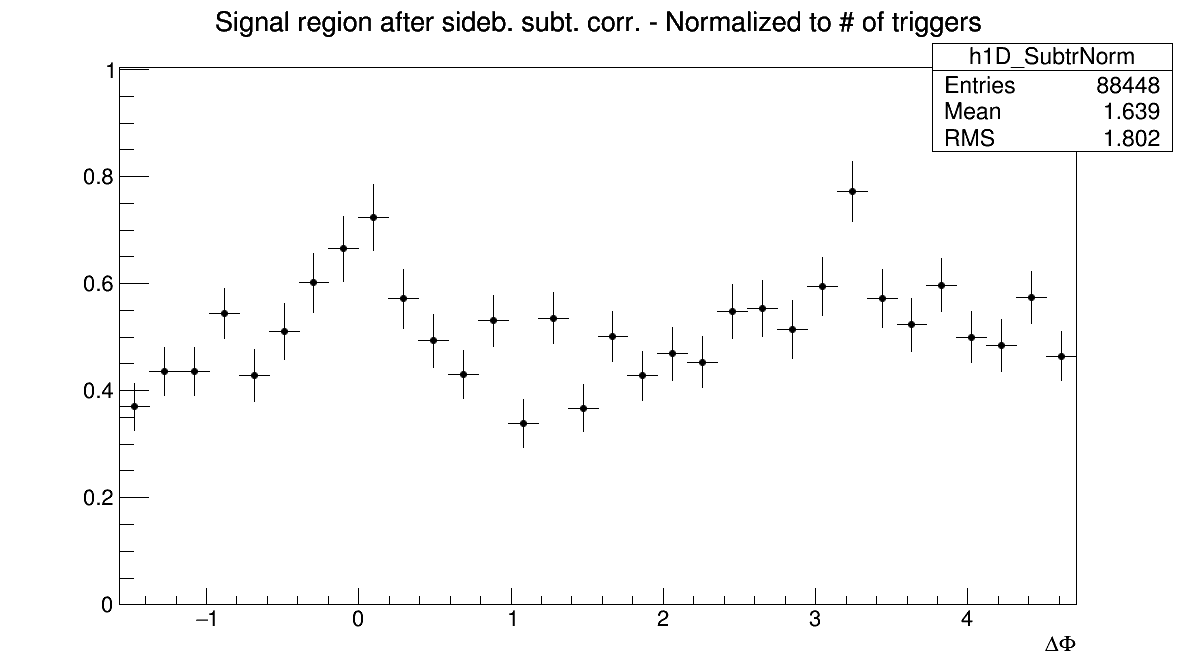 Signal region after sideb. subt. corr. - Normalized to # of triggers
h1D_SubtrNorm
Entries 88448
Mean 1.639
RMS 1.802
1
0.8
0.6
0.4
0.2
0
−1 0 1 2 3 4
ΔΦ